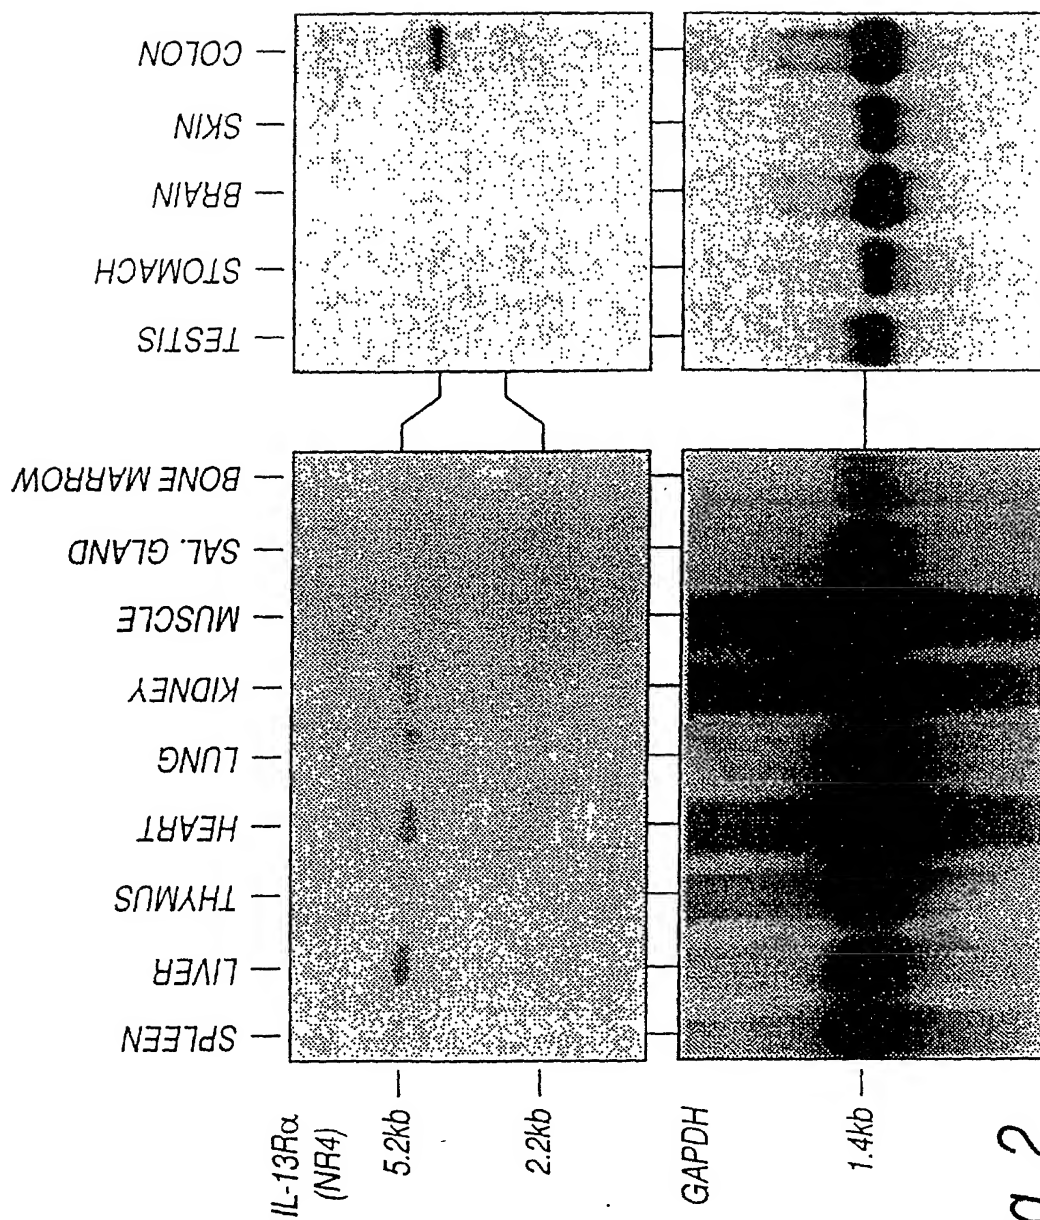 IL-13Rα
(NR4)
5.2kb
2.2kb
GAPDH
1.4kb
SPLEEN
LIVER
THYMUS
HEART
LUNG
KIDNEY
MUSCLE
SAL. GLAND
BONE MARROW
TESTIS
STOMACH
BRAIN
SKIN
COLON